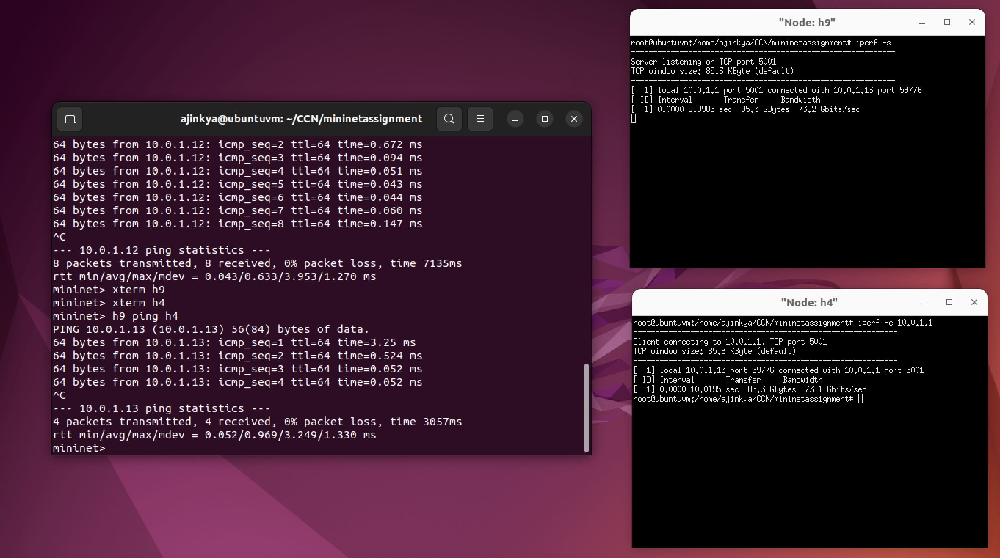 ajinkya@ubuntuvm: ~/CCN/mininetassignment
64 bytes from 10.0.1.12: icmp_seq=2 ttl=64 time=0.672 ms
64 bytes from 10.0.1.12: icmp_seq=3 ttl=64 time=0.094 ms
64 bytes from 10.0.1.12: icmp_seq=4 ttl=64 time=0.051 ms
64 bytes from 10.0.1.12: icmp_seq=5 ttl=64 time=0.043 ms
64 bytes from 10.0.1.12: icmp_seq=6 ttl=64 time=0.044 ms
64 bytes from 10.0.1.12: icmp_seq=7 ttl=64 time=0.060 ms
64 bytes from 10.0.1.12: icmp_seq=8 ttl=64 time=0.147 ms
^C
--- 10.0.1.12 ping statistics ---
8 packets transmitted, 8 received, 0% packet loss, time 7135ms
rtt min/avg/max/mdev = 0.043/0.633/3.953/1.270 ms
mininet> xterm h9
mininet> xterm h4
mininet> h9 ping h4
PING 10.0.1.13 (10.0.1.13) 56(84) bytes of data.
64 bytes from 10.0.1.13: icmp_seq=1 ttl=64 time=3.25 ms
64 bytes from 10.0.1.13: icmp_seq=2 ttl=64 time=0.524 ms
64 bytes from 10.0.1.13: icmp_seq=3 ttl=64 time=0.052 ms
64 bytes from 10.0.1.13: icmp_seq=4 ttl=64 time=0.052 ms
^C
--- 10.0.1.13 ping statistics ---
4 packets transmitted, 4 received, 0% packet loss, time 3057ms
rtt min/avg/max/mdev = 0.052/0.969/3.249/1.330 ms
mininet>
"Node: h9"
root@ubuntuvm:/home/ajinkya/CCN/mininetassignment# iperf -s
------------------------------------------------------------
Server listening on TCP port 5001
TCP window size: 85.3 KByte (default)
------------------------------------------------------------
[  1] local 10.0.1.1 port 5001 connected with 10.0.1.13 port 59776
[ ID] Interval       Transfer     Bandwidth
[  1] 0.0000-9.9985 sec  85.3 GBytes  73.2 Gbits/sec
"Node: h4"
root@ubuntuvm:/home/ajinkya/CCN/mininetassignment# iperf -c 10.0.1.1
------------------------------------------------------------
Client connecting to 10.0.1.1, TCP port 5001
TCP window size: 85.3 KByte (default)
------------------------------------------------------------
[  1] local 10.0.1.13 port 59776 connected with 10.0.1.1 port 5001
[ ID] Interval       Transfer     Bandwidth
[  1] 0.0000-10.0195 sec  85.3 GBytes  73.1 Gbits/sec
root@ubuntuvm:/home/ajinkya/CCN/mininetassignment#